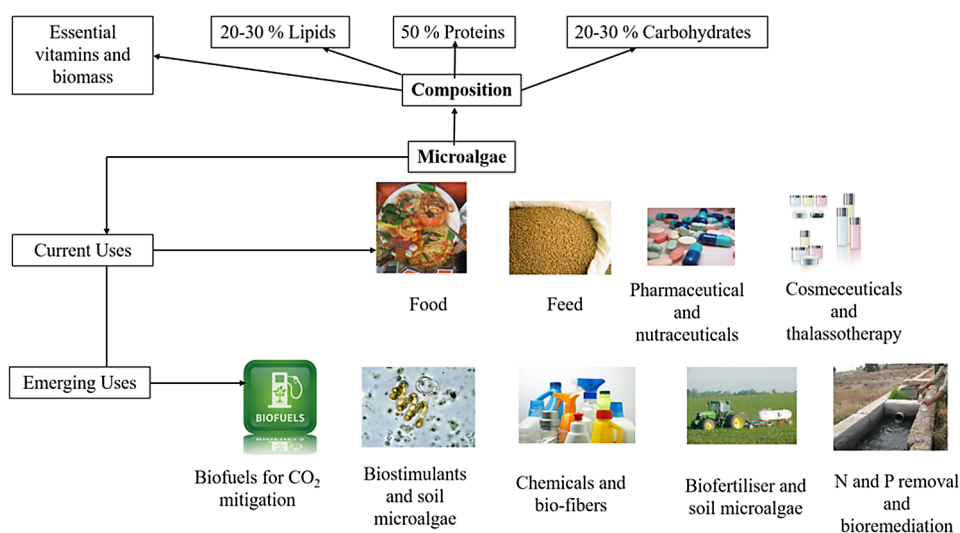 Essential
vitamins and
biomass
20-30 % Lipids
50 % Proteins
20-30 % Carbohydrates
Composition
Microalgae
Current Uses
Food
Feed
Pharmaceutical
and
nutraceuticals
Cosmeceuticals
and
thalassotherapy
Emerging Uses
BIOFUELS
Biofuels for CO₂
mitigation
Biostimulants
and soil
microalgae
Chemicals and
bio-fibers
Biofertiliser and
soil microalgae
N and P removal
and
bioremediation